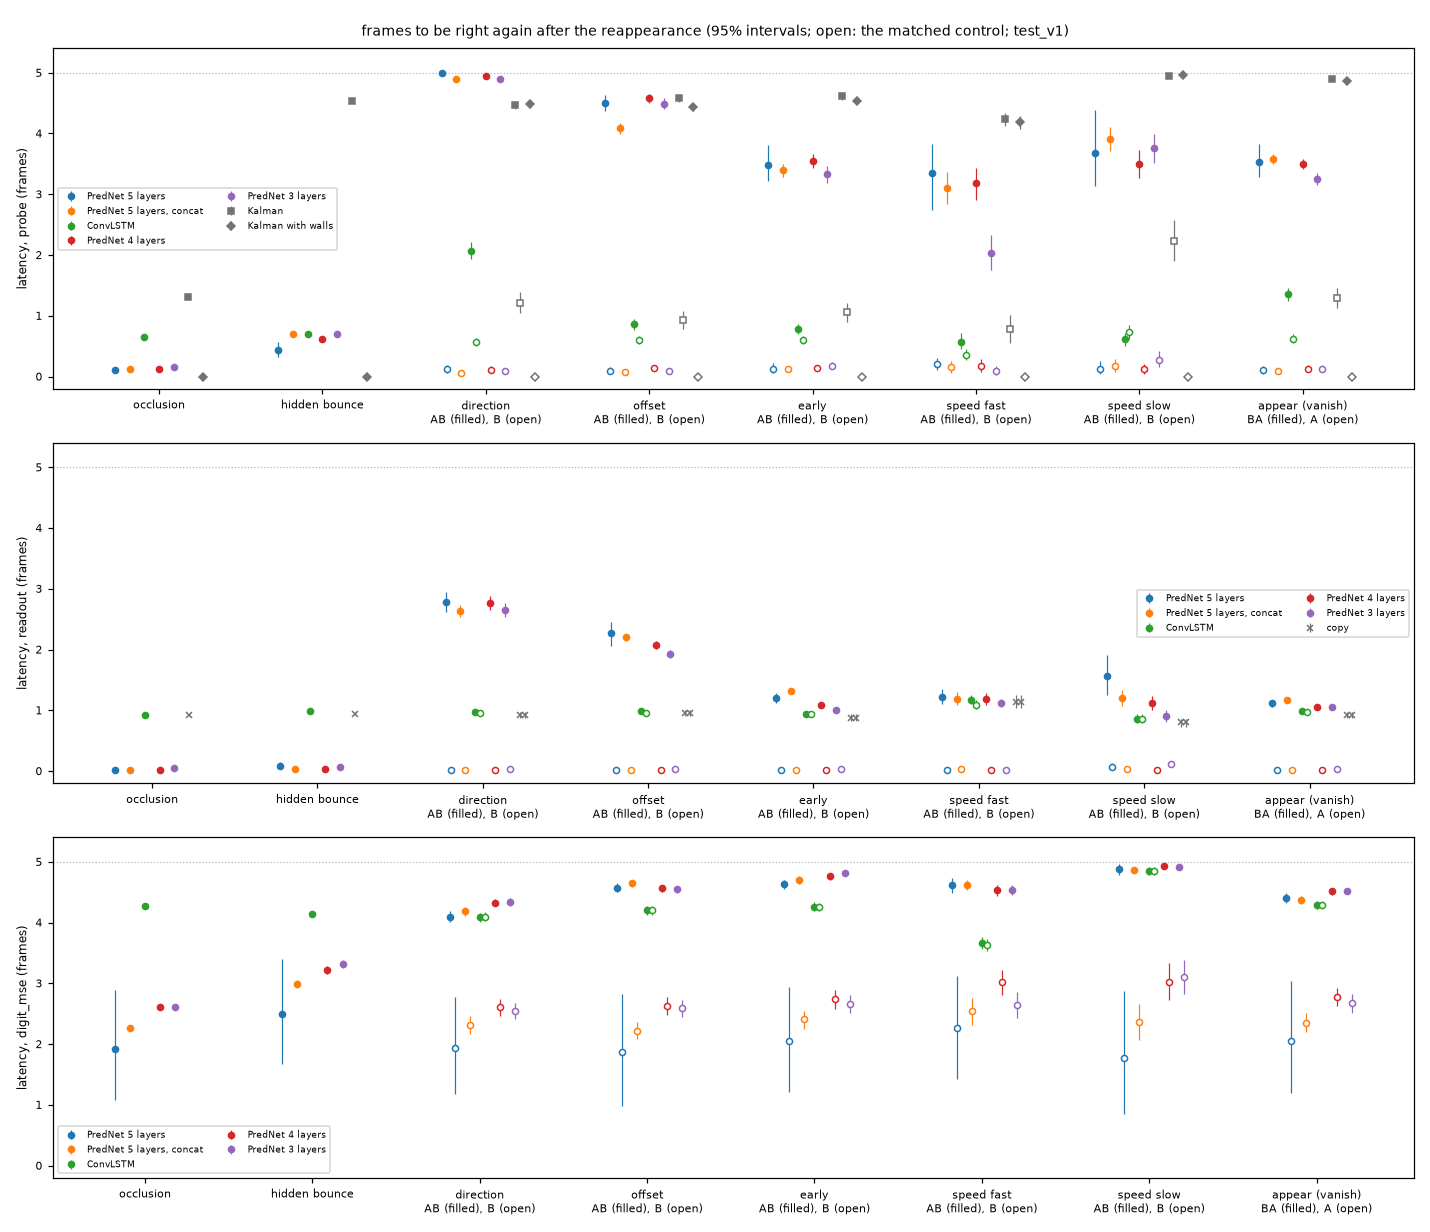 frames to be right again after the reappearance (95% intervals; open: the matched control; test_v1)
latency, probe (frames)
5
4
3
2
1
0
PredNet 5 layers
PredNet 5 layers, concat
ConvLSTM
PredNet 4 layers
PredNet 3 layers
Kalman
Kalman with walls
occlusion
hidden bounce
direction
AB (filled), B (open)
offset
AB (filled), B (open)
early
AB (filled), B (open)
speed fast
AB (filled), B (open)
speed slow
AB (filled), B (open)
appear (vanish)
BA (filled), A (open)
latency, readout (frames)
5
4
3
2
1
0
PredNet 5 layers
PredNet 5 layers, concat
ConvLSTM
PredNet 4 layers
PredNet 3 layers
copy
occlusion
hidden bounce
direction
AB (filled), B (open)
offset
AB (filled), B (open)
early
AB (filled), B (open)
speed fast
AB (filled), B (open)
speed slow
AB (filled), B (open)
appear (vanish)
BA (filled), A (open)
latency, digit_mse (frames)
5
4
3
2
1
0
PredNet 5 layers
PredNet 5 layers, concat
ConvLSTM
PredNet 4 layers
PredNet 3 layers
occlusion
hidden bounce
direction
AB (filled), B (open)
offset
AB (filled), B (open)
early
AB (filled), B (open)
speed fast
AB (filled), B (open)
speed slow
AB (filled), B (open)
appear (vanish)
BA (filled), A (open)